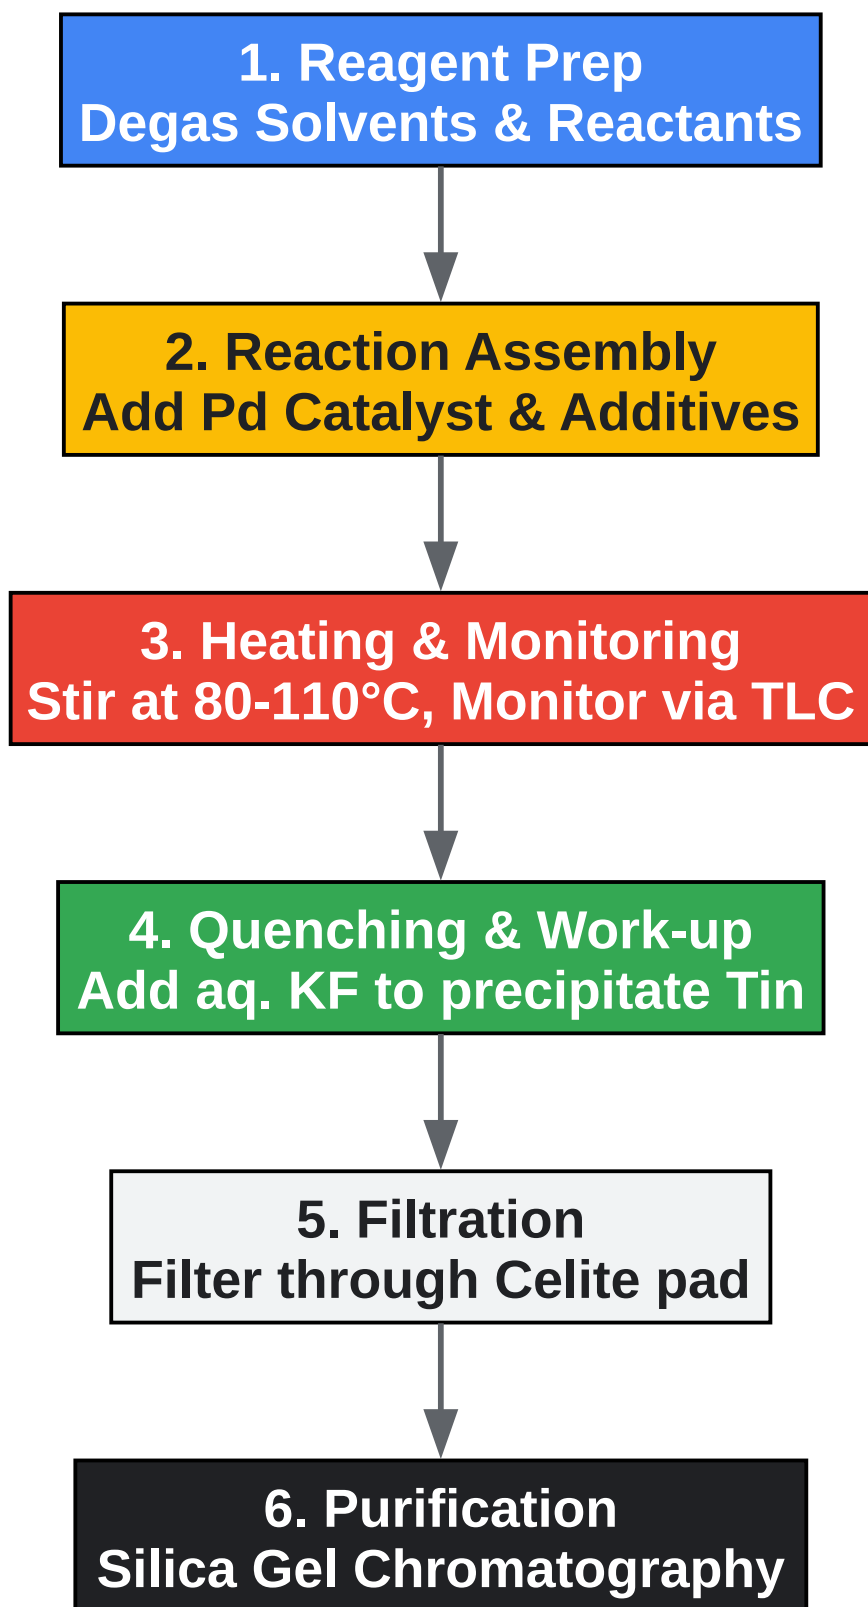 1. Reagent Prep
Degas Solvents & Reactants
2. Reaction Assembly
Add Pd Catalyst & Additives
3. Heating & Monitoring
Stir at 80-110°C, Monitor via TLC
4. Quenching & Work-up
Add aq. KF to precipitate Tin
5. Filtration
Filter through Celite pad
6. Purification
Silica Gel Chromatography